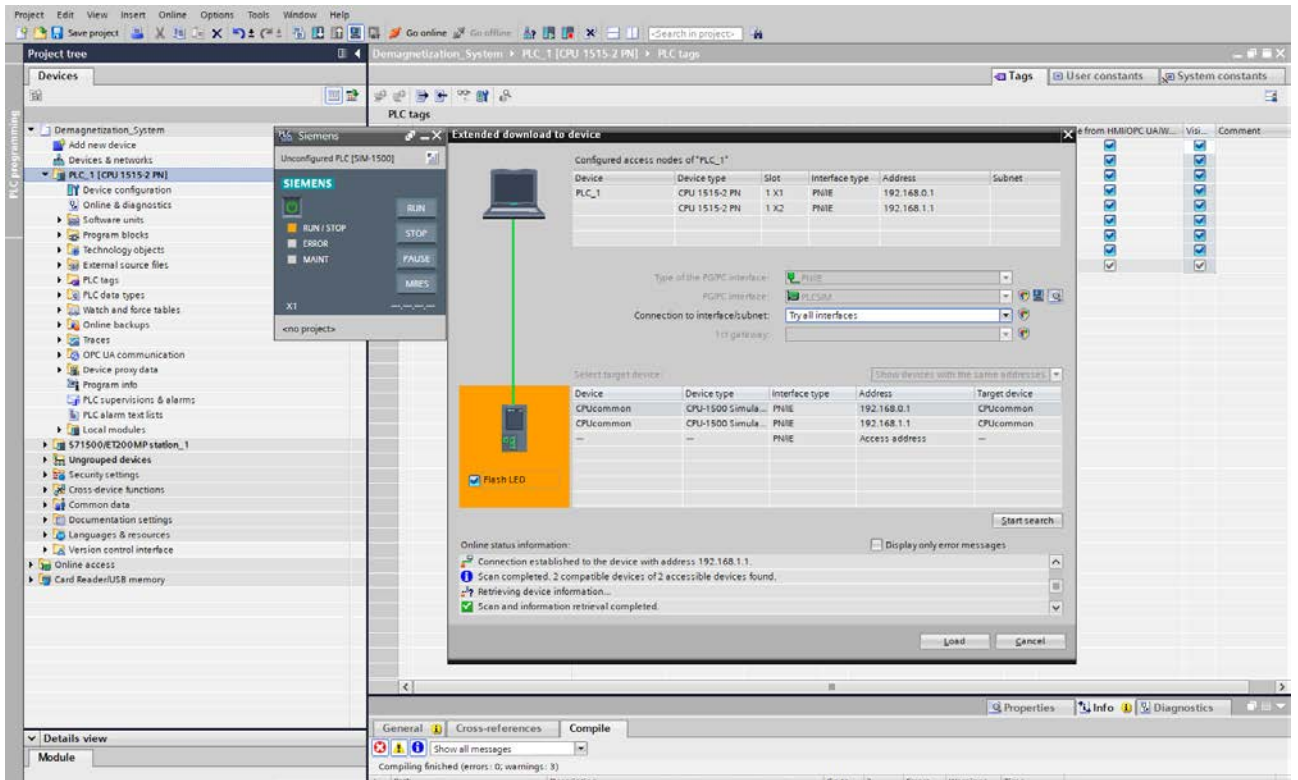 Project Edit View Insert Online Options Tools Window Help
Save project Go online Go offline <Search in project>
Project tree
Demagnetization_System ▸ PLC_1 [CPU 1515-2 PN] ▸ PLC tags
Devices
Tags User constants System constants
PLC programming
PLC tags
Demagnetization_System
Add new device
Devices & networks
PLC_1 [CPU 1515-2 PN]
Device configuration
Online & diagnostics
Software units
Program blocks
Technology objects
External source files
PLC tags
PLC data types
Watch and force tables
Online backups
Traces
OPC UA communication
Device proxy data
Program info
PLC supervisions & alarms
PLC alarm text lists
Local modules
S71500/ET200MP station_1
Ungrouped devices
Security settings
Cross-device functions
Common data
Documentation settings
Languages & resources
Version control interface
Online access
Card Reader/USB memory
Details view
Module
Siemens
Unconfigured PLC [SIM-1500]
SIEMENS
RUN
RUN / STOP
STOP
ERROR
MAINT
PAUSE
MRES
X1 ---.---.---.---
<no project>
e from HMI/OPC UA/W... Visi... Comment
Extended download to device
Configured access nodes of "PLC_1"
Device Device type Slot Interface type Address Subnet
PLC_1 CPU 1515-2 PN 1 X1 PN/IE 192.168.0.1
CPU 1515-2 PN 1 X2 PN/IE 192.168.1.1
Type of the PG/PC interface: PN/IE
PG/PC interface: PLCSIM
Connection to interface/subnet: Try all interfaces
1st gateway:
Select target device: Show devices with the same addresses
Device Device type Interface type Address Target device
CPUcommon CPU-1500 Simula... PN/IE 192.168.0.1 CPUcommon
CPUcommon CPU-1500 Simula... PN/IE 192.168.1.1 CPUcommon
— — PN/IE Access address —
Flash LED
Start search
Online status information: Display only error messages
Connection established to the device with address 192.168.1.1.
Scan completed. 2 compatible devices of 2 accessible devices found.
Retrieving device information...
Scan and information retrieval completed.
Load Cancel
Properties Info Diagnostics
General Cross-references Compile
Show all messages
Compiling finished (errors: 0; warnings: 3)